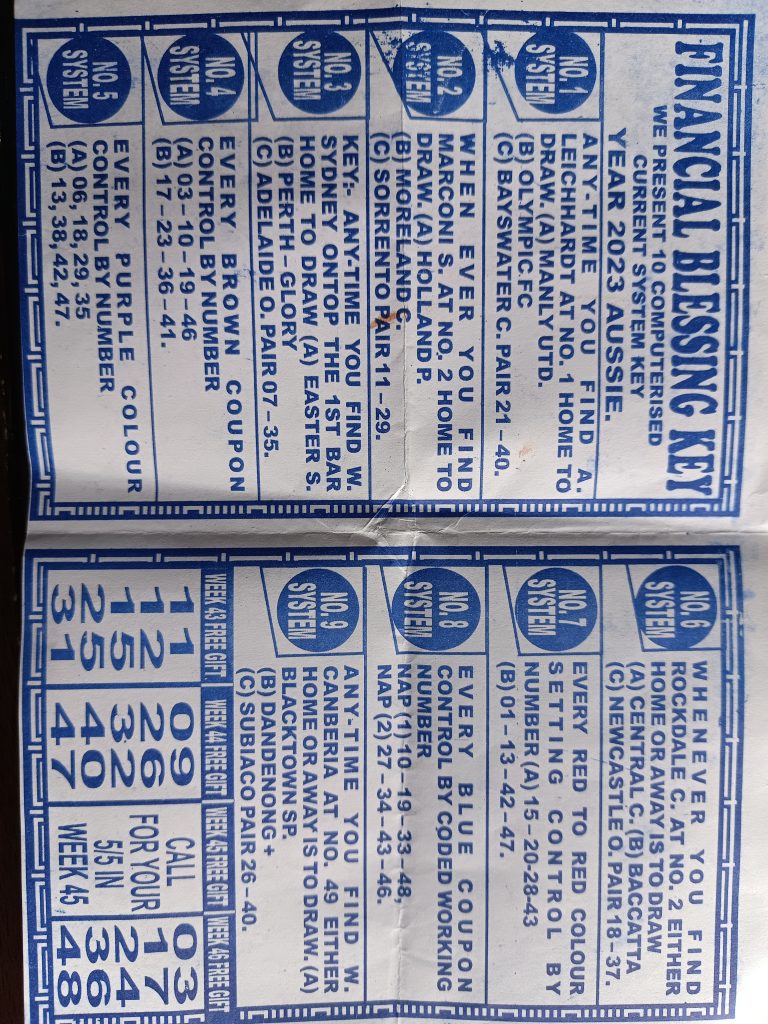 FINANCIAL BLESSING KEY
WE PRESENT 10 COMPUTERISED
CURRENT SYSTEM KEY
YEAR 2023 AUSSIE.
NO. 1
SYSTEM
ANY-TIME YOU FIND A.
LEICHHARDT AT NO. 1 HOME TO
DRAW. (A) MANLY UTD.
(B) OLYMPIC.FC
(C) BAYSWATER C. PAIR 21 – 40.
NO. 2
SYSTEM
WHEN EVER YOU FIND
MARCONI S. AT NO. 2 HOME TO
DRAW. (A) HOLLAND P.
(B) MORELAND C.
(C) SORRENTO PAIR 11 – 29.
NO. 3
SYSTEM
KEY:- ANY-TIME YOU FIND W.
SYDNEY ONTOP THE 1ST BAR
HOME TO DRAW (A) EASTER S.
(B) PERTH – GLORY
(C) ADELAIDE O. PAIR 07 – 35.
NO. 4
SYSTEM
EVERY BROWN COUPON
CONTROL BY NUMBER
(A) 03 – 10 – 19 – 46
(B) 17 – 23 – 36 – 41.
NO. 5
SYSTEM
EVERY PURPLE COLOUR
CONTROL BY NUMBER
(A) 06, 18, 29, 35
(B) 13, 38, 42, 47.
NO. 6
SYSTEM
WHENEVER YOU FIND
ROCKDALE C. AT NO. 2 EITHER
HOME OR AWAY IS TO DRAW
(A) CENTRAL C. (B) BACCATTA
(C) NEWCASTLE O. PAIR 18 – 37.
NO. 7
SYSTEM
EVERY RED TO RED COLOUR
SETTING CONTROL BY
NUMBER (A) 15 – 20-28-43
(B) 01 – 13 – 42 – 47.
NO. 8
SYSTEM
EVERY BLUE COUPON
CONTROL BY CODED WORKING
NUMBER
NAP (1) 10 – 19 – 33 – 48,
NAP (2) 27 – 34 – 43 – 46.
NO. 9
SYSTEM
ANY-TIME YOU FIND W.
CANBERIA AT NO. 49 EITHER
HOME OR AWAY IS TO DRAW. (A)
BLACKTOWN SP.
(B) DANDENONG +
(C) SUBIACO PAIR 26 – 40.
WEEK 43 FREE GIFT
11
12
15
25
31
WEEK 44 FREE GIFT
09
26
32
40
47
WEEK 45 FREE GIFT
CALL
FOR YOUR
5/5 IN
WEEK 45
WEEK 46 FREE GIFT
03
17
24
36
48